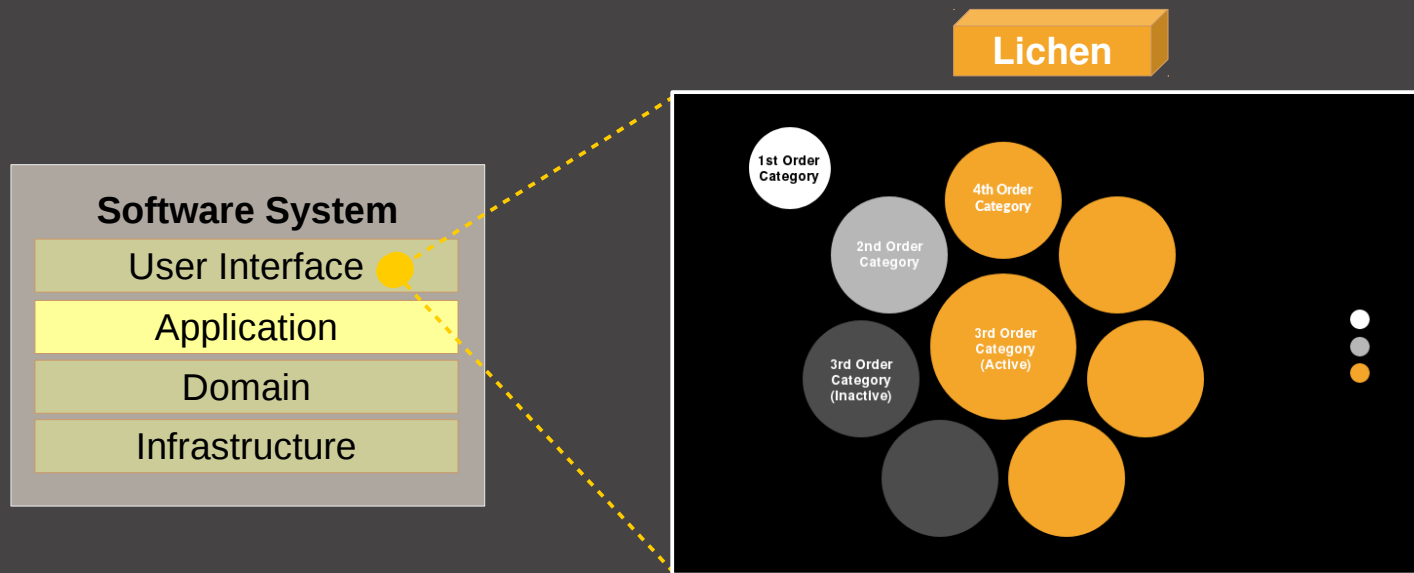 Lichen
Software System
User Interface
Application
Domain
Infrastructure
1st Order
Category
4th Order
Category
2nd Order
Category
3rd Order
Category
(Active)
3rd Order
Category
(Inactive)